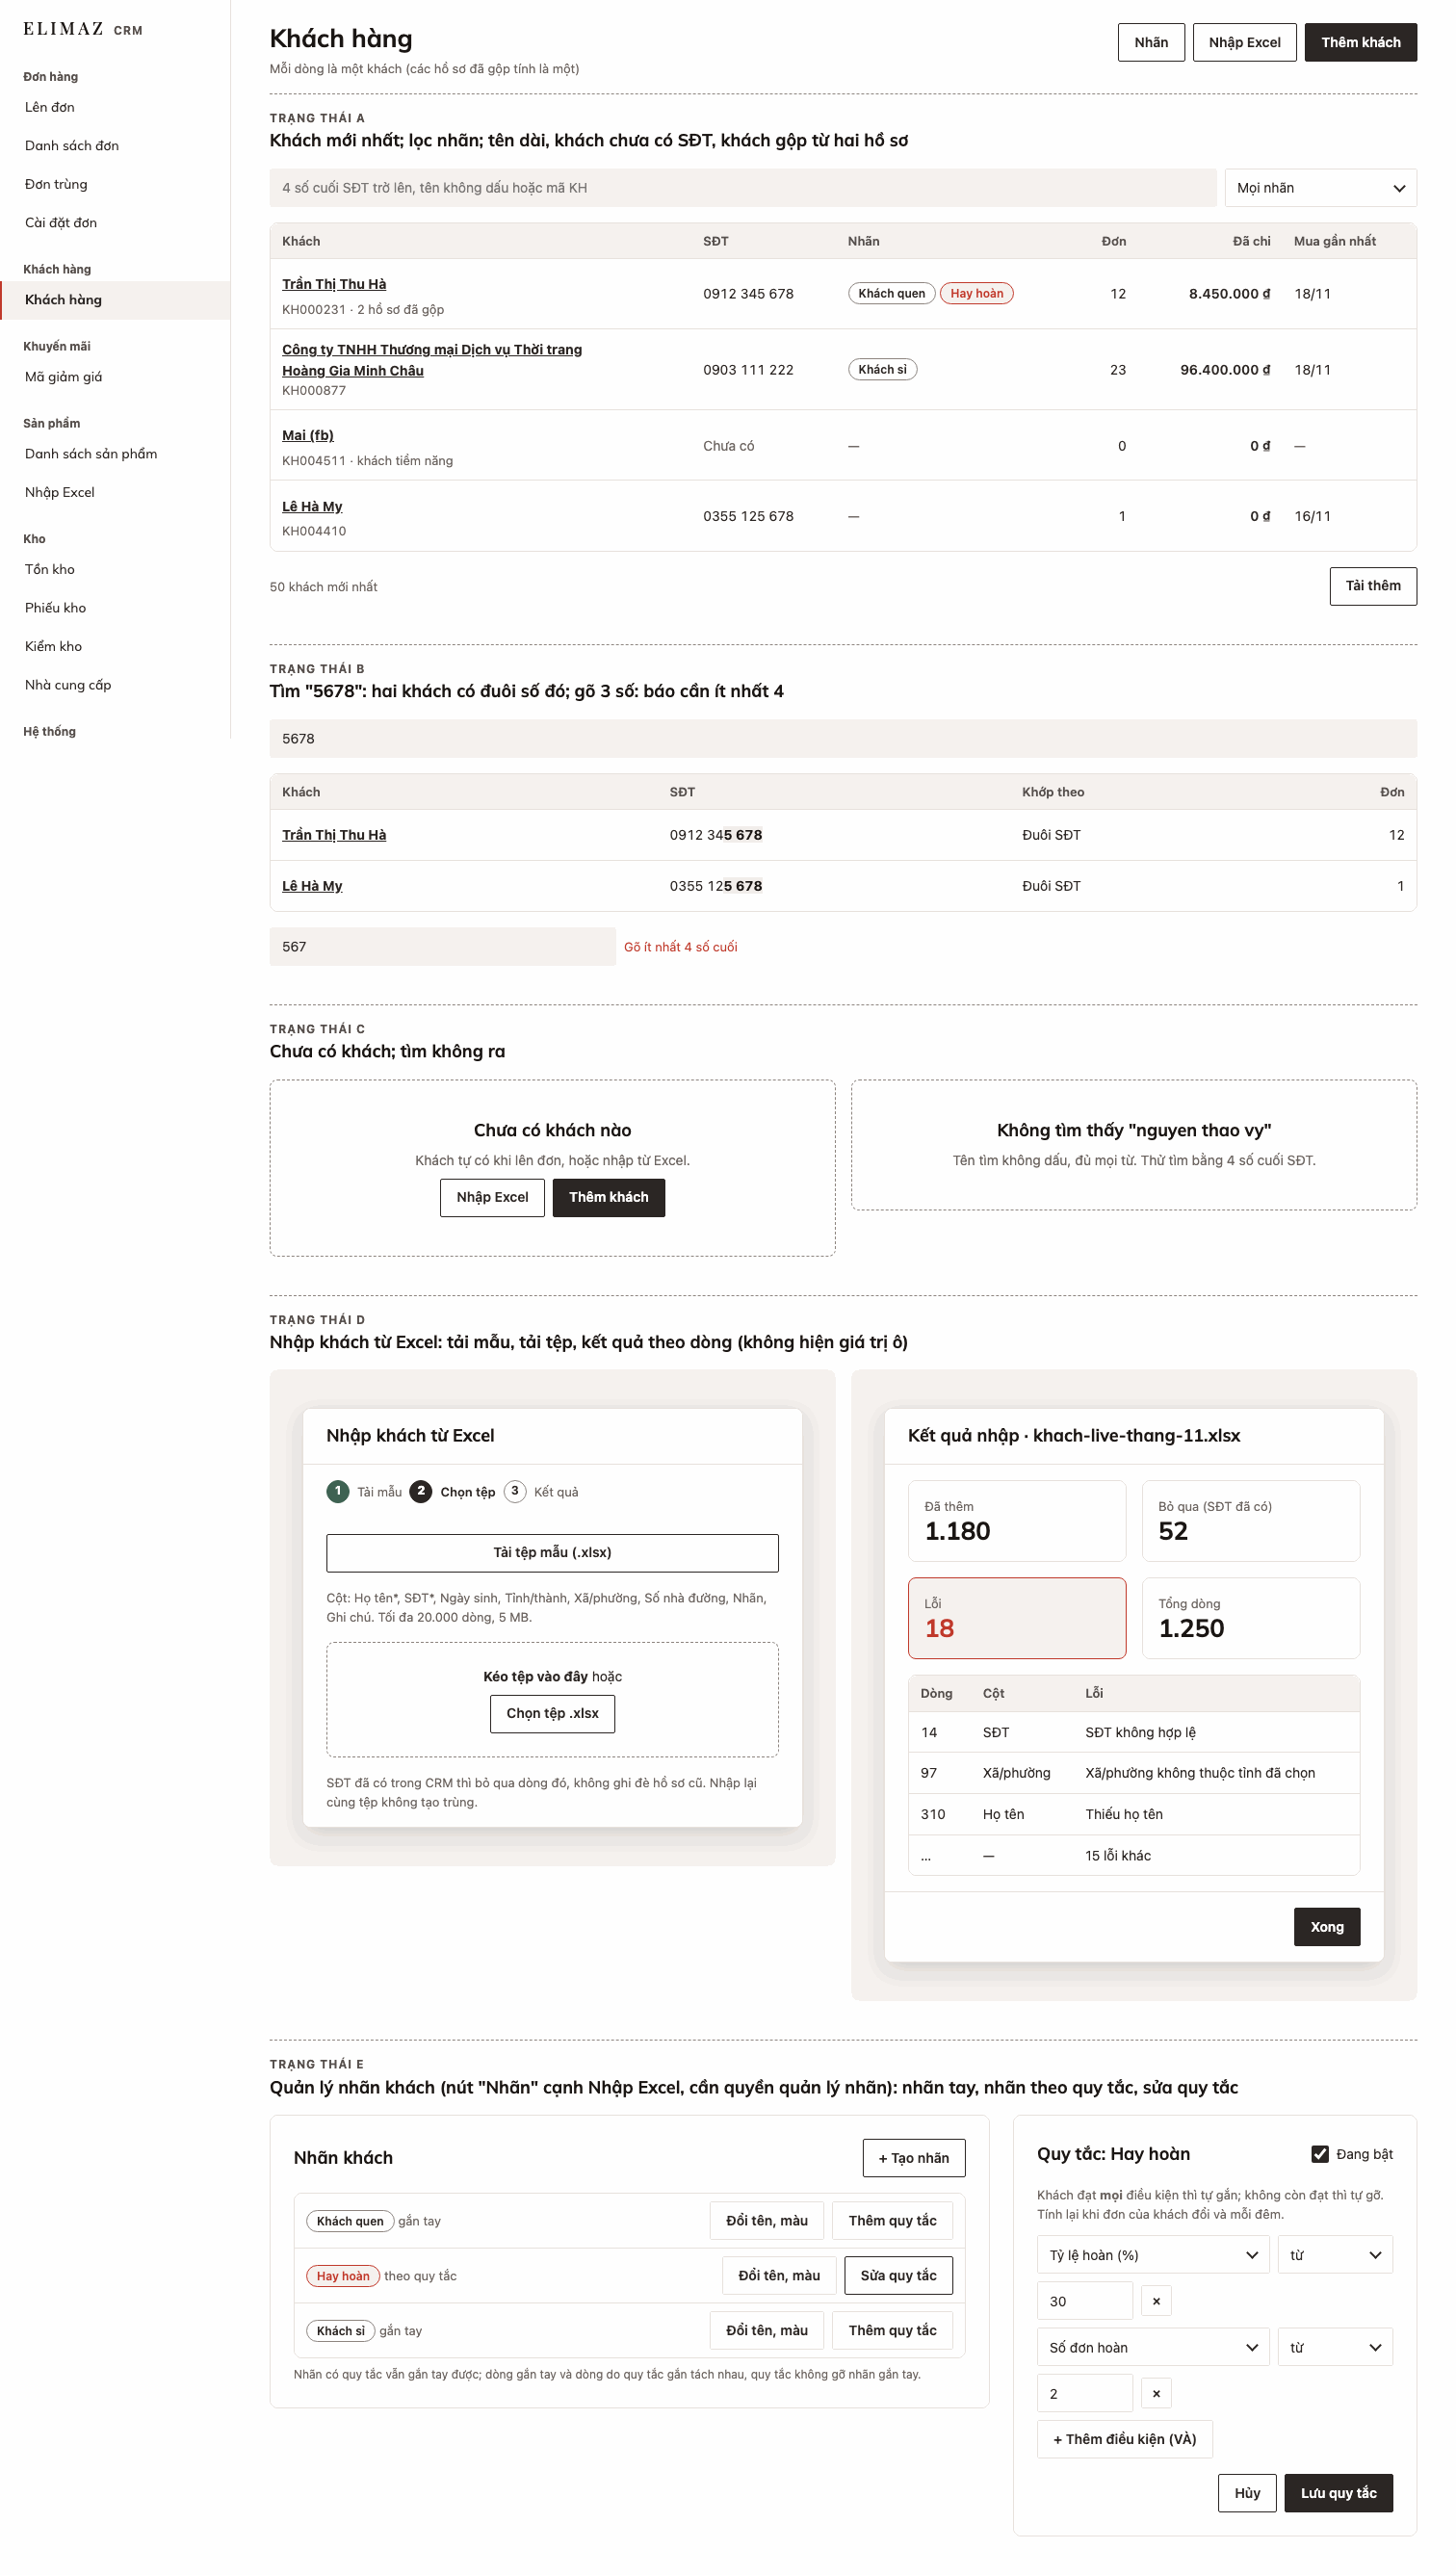 ELIMAZ CRM
Đơn hàng
Lên đơn
Danh sách đơn
Đơn trùng
Cài đặt đơn
Khách hàng
Khách hàng
Khuyến mãi
Mã giảm giá
Sản phẩm
Danh sách sản phẩm
Nhập Excel
Kho
Tồn kho
Phiếu kho
Kiểm kho
Nhà cung cấp
Hệ thống
Khách hàng
Mỗi dòng là một khách (các hồ sơ đã gộp tính là một)
Nhãn
Nhập Excel
Thêm khách
TRẠNG THÁI A
Khách mới nhất; lọc nhãn; tên dài, khách chưa có SĐT, khách gộp từ hai hồ sơ
4 số cuối SĐT trở lên, tên không dấu hoặc mã KH
Mọi nhãn
Khách SĐT Nhãn Đơn Đã chi Mua gần nhất
Trần Thị Thu Hà
KH000231 · 2 hồ sơ đã gộp
0912 345 678 Khách quen Hay hoàn 12 8.450.000 ₫ 18/11
Công ty TNHH Thương mại Dịch vụ Thời trang
Hoàng Gia Minh Châu
KH000877
0903 111 222 Khách sỉ 23 96.400.000 ₫ 18/11
Mai (fb)
KH004511 · khách tiềm năng
Chưa có — 0 0 ₫ —
Lê Hà My
KH004410
0355 125 678 — 1 0 ₫ 16/11
50 khách mới nhất
Tải thêm
TRẠNG THÁI B
Tìm "5678": hai khách có đuôi số đó; gõ 3 số: báo cần ít nhất 4
5678
Khách SĐT Khớp theo Đơn
Trần Thị Thu Hà 0912 345 678 Đuôi SĐT 12
Lê Hà My 0355 125 678 Đuôi SĐT 1
567
Gõ ít nhất 4 số cuối
TRẠNG THÁI C
Chưa có khách; tìm không ra
Chưa có khách nào
Khách tự có khi lên đơn, hoặc nhập từ Excel.
Nhập Excel
Thêm khách
Không tìm thấy "nguyen thao vy"
Tên tìm không dấu, đủ mọi từ. Thử tìm bằng 4 số cuối SĐT.
TRẠNG THÁI D
Nhập khách từ Excel: tải mẫu, tải tệp, kết quả theo dòng (không hiện giá trị ô)
Nhập khách từ Excel
1 Tải mẫu 2 Chọn tệp 3 Kết quả
Tải tệp mẫu (.xlsx)
Cột: Họ tên*, SĐT*, Ngày sinh, Tỉnh/thành, Xã/phường, Số nhà đường, Nhãn,
Ghi chú. Tối đa 20.000 dòng, 5 MB.
Kéo tệp vào đây hoặc
Chọn tệp .xlsx
SĐT đã có trong CRM thì bỏ qua dòng đó, không ghi đè hồ sơ cũ. Nhập lại
cùng tệp không tạo trùng.
Kết quả nhập · khach-live-thang-11.xlsx
Đã thêm
1.180
Bỏ qua (SĐT đã có)
52
Lỗi
18
Tổng dòng
1.250
Dòng Cột Lỗi
14 SĐT SĐT không hợp lệ
97 Xã/phường Xã/phường không thuộc tỉnh đã chọn
310 Họ tên Thiếu họ tên
... — 15 lỗi khác
Xong
TRẠNG THÁI E
Quản lý nhãn khách (nút "Nhãn" cạnh Nhập Excel, cần quyền quản lý nhãn): nhãn tay, nhãn theo quy tắc, sửa quy tắc
Nhãn khách
+ Tạo nhãn
Khách quen gắn tay Đổi tên, màu Thêm quy tắc
Hay hoàn theo quy tắc Đổi tên, màu Sửa quy tắc
Khách sỉ gắn tay Đổi tên, màu Thêm quy tắc
Nhãn có quy tắc vẫn gắn tay được; dòng gắn tay và dòng do quy tắc gắn tách nhau, quy tắc không gỡ nhãn gắn tay.
Quy tắc: Hay hoàn
Đang bật
Khách đạt mọi điều kiện thì tự gắn; không còn đạt thì tự gỡ.
Tính lại khi đơn của khách đổi và mỗi đêm.
Tỷ lệ hoàn (%) từ
30 ×
Số đơn hoàn từ
2 ×
+ Thêm điều kiện (VÀ)
Hủy
Lưu quy tắc